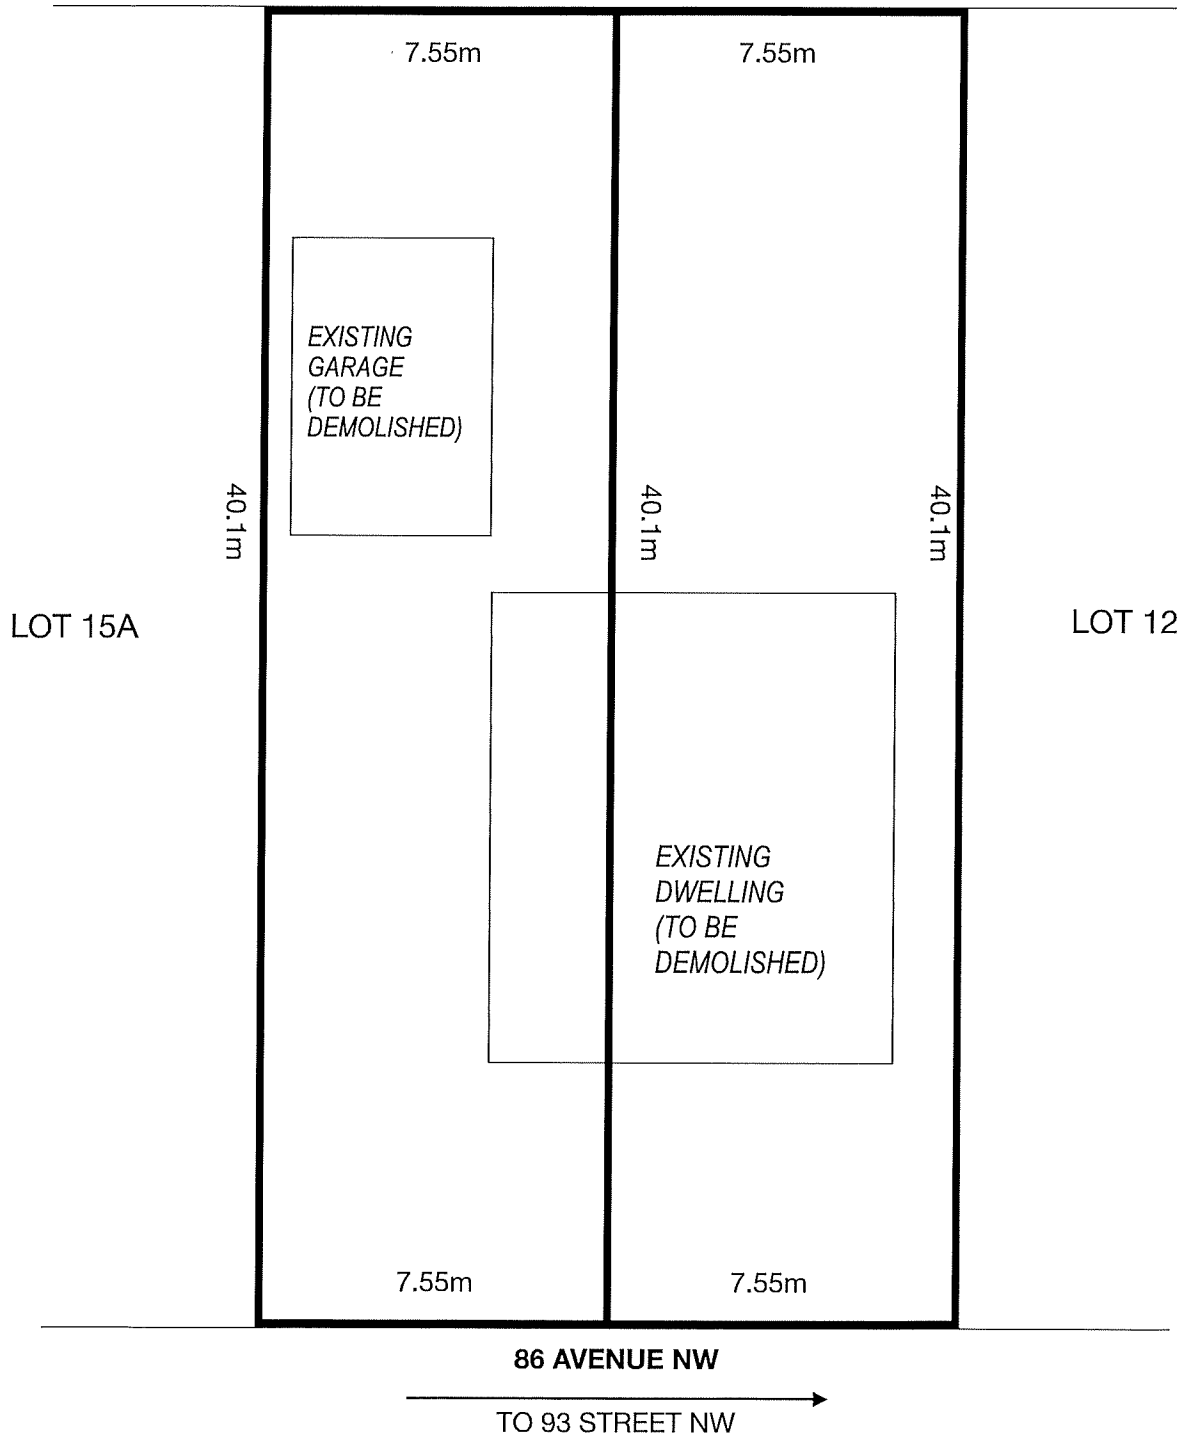 7.55m
7.55m
EXISTING
GARAGE
(TO BE
DEMOLISHED)
40.1m
40.1m
40.1m
LOT 15A
LOT 12
EXISTING
DWELLING
(TO BE
DEMOLISHED)
7.55m
7.55m
86 AVENUE NW
TO 93 STREET NW